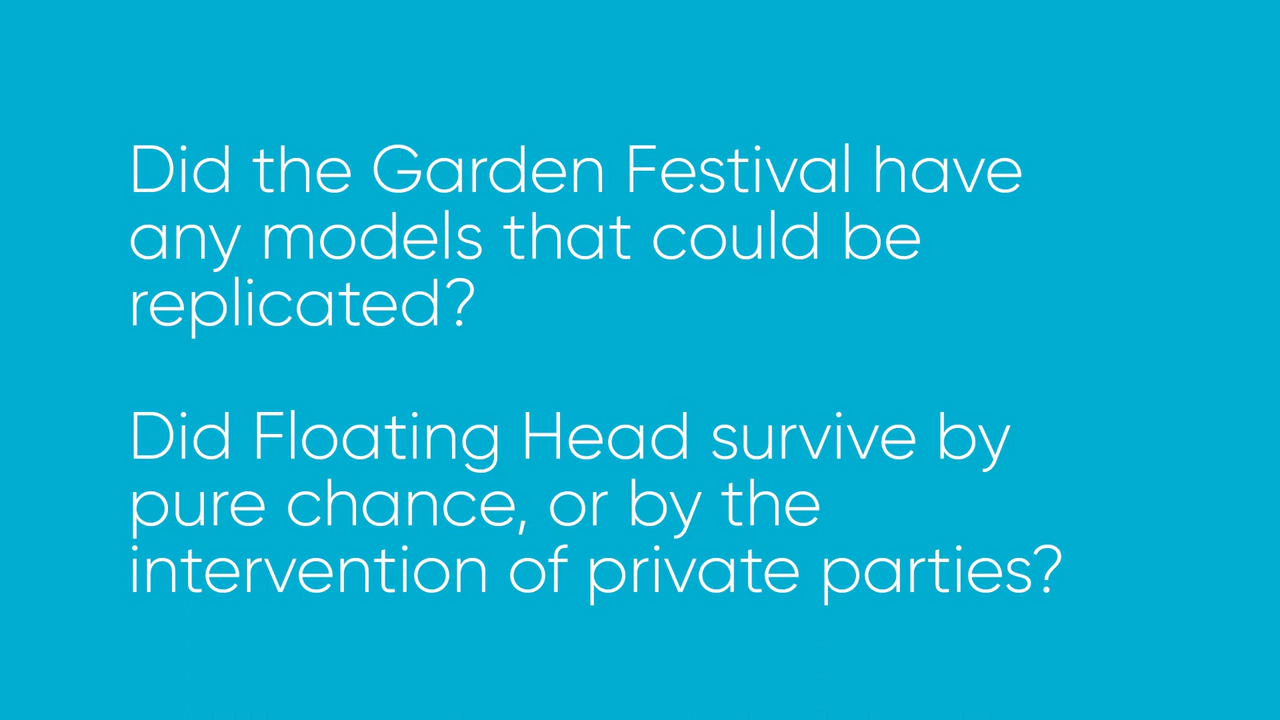 Did the Garden Festival have
any models that could be
replicated?
Did Floating Head survive by
pure chance, or by the
intervention of private parties?